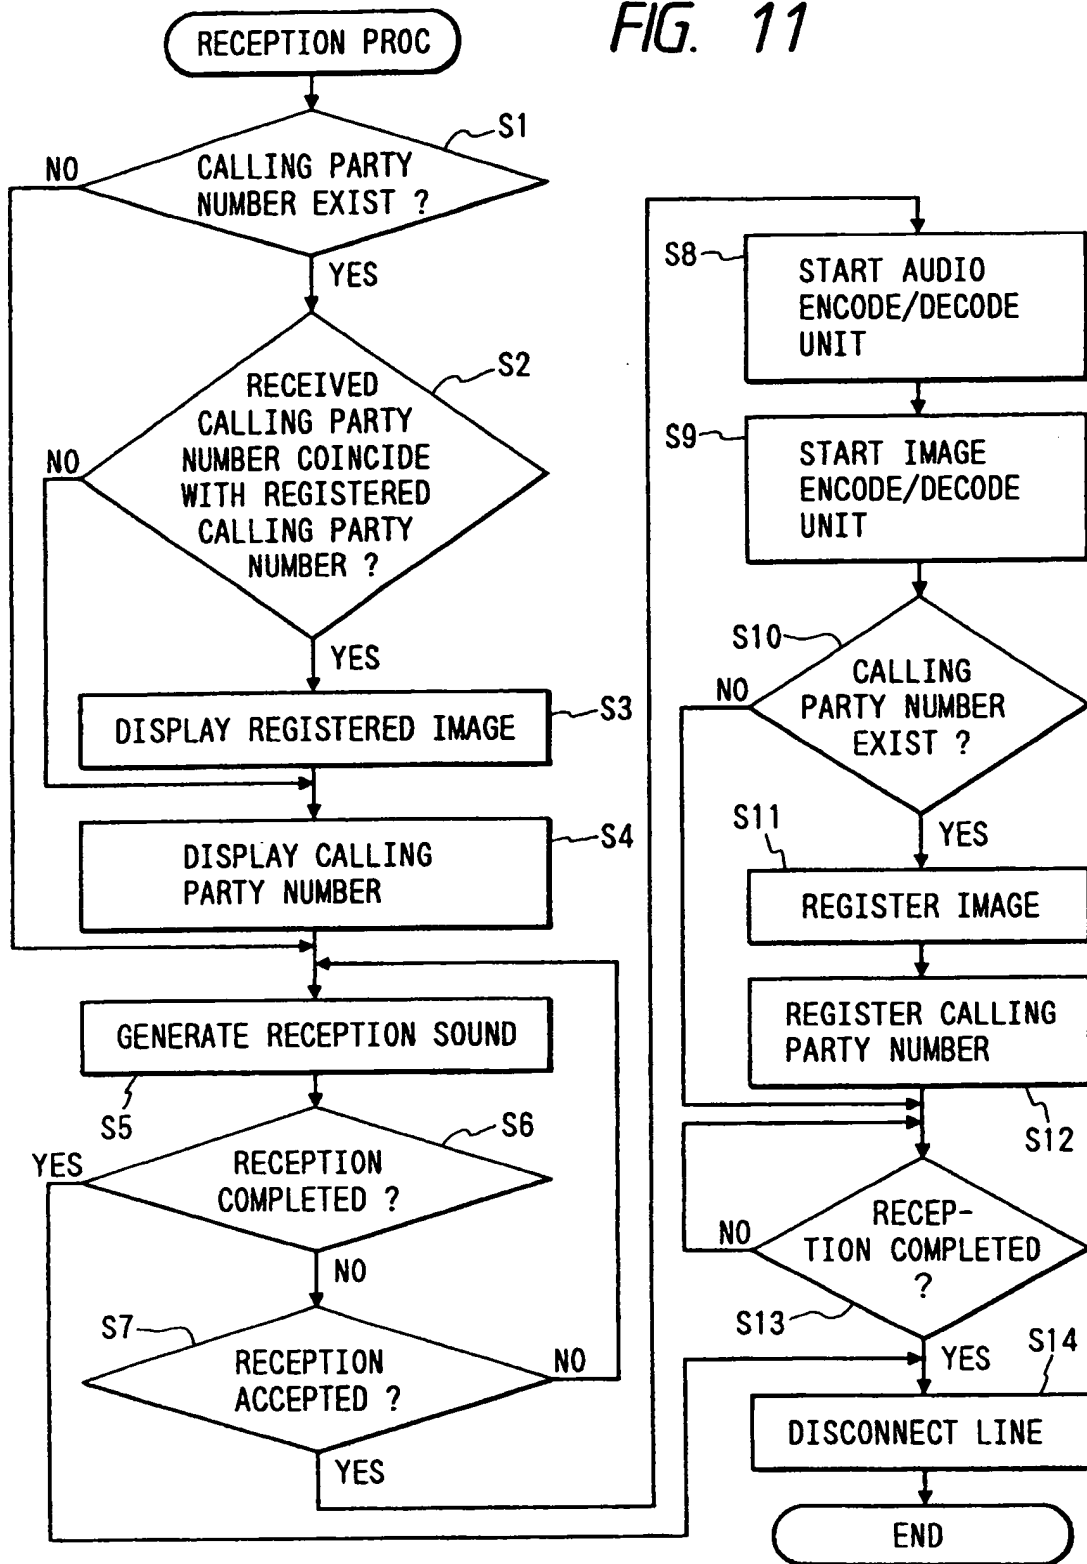 FIG. 11
RECEPTION PROC
S1
NO
CALLING PARTY
NUMBER EXIST ?
YES
S2
RECEIVED
CALLING PARTY
NUMBER COINCIDE
WITH REGISTERED
CALLING PARTY
NUMBER ?
NO
YES
DISPLAY REGISTERED IMAGE
S3
DISPLAY CALLING
PARTY NUMBER
S4
GENERATE RECEPTION SOUND
S5
S6
YES
RECEPTION
COMPLETED ?
NO
S7
RECEPTION
ACCEPTED ?
NO
YES
S8
START AUDIO
ENCODE/DECODE
UNIT
S9
START IMAGE
ENCODE/DECODE
UNIT
S10
NO
CALLING
PARTY NUMBER
EXIST ?
YES
S11
REGISTER IMAGE
REGISTER CALLING
PARTY NUMBER
S12
NO
RECEP-
TION COMPLETED
?
S13
YES
S14
DISCONNECT LINE
END